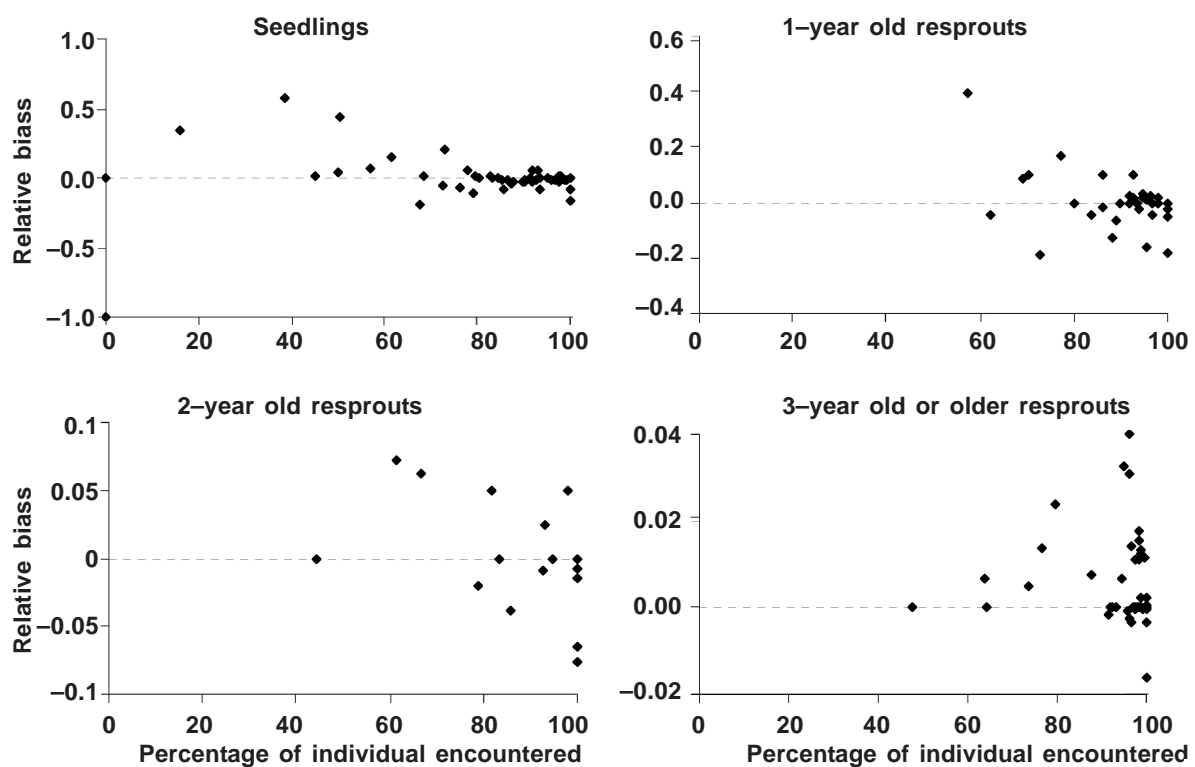 Seedlings
1.0
0.5
0.0
–0.5
–1.0
Relative biass
0 20 40 60 80 100
1–year old resprouts
0.6
0.4
0.2
0.0
–0.2
–0.4
0 20 40 60 80 100
2–year old resprouts
0.1
0.05
0
–0.05
–0.1
Relative biass
0 20 40 60 80 100
Percentage of individual encountered
3–year old or older resprouts
0.04
0.02
0.00
–0.02
0 20 40 60 80 100
Percentage of individual encountered